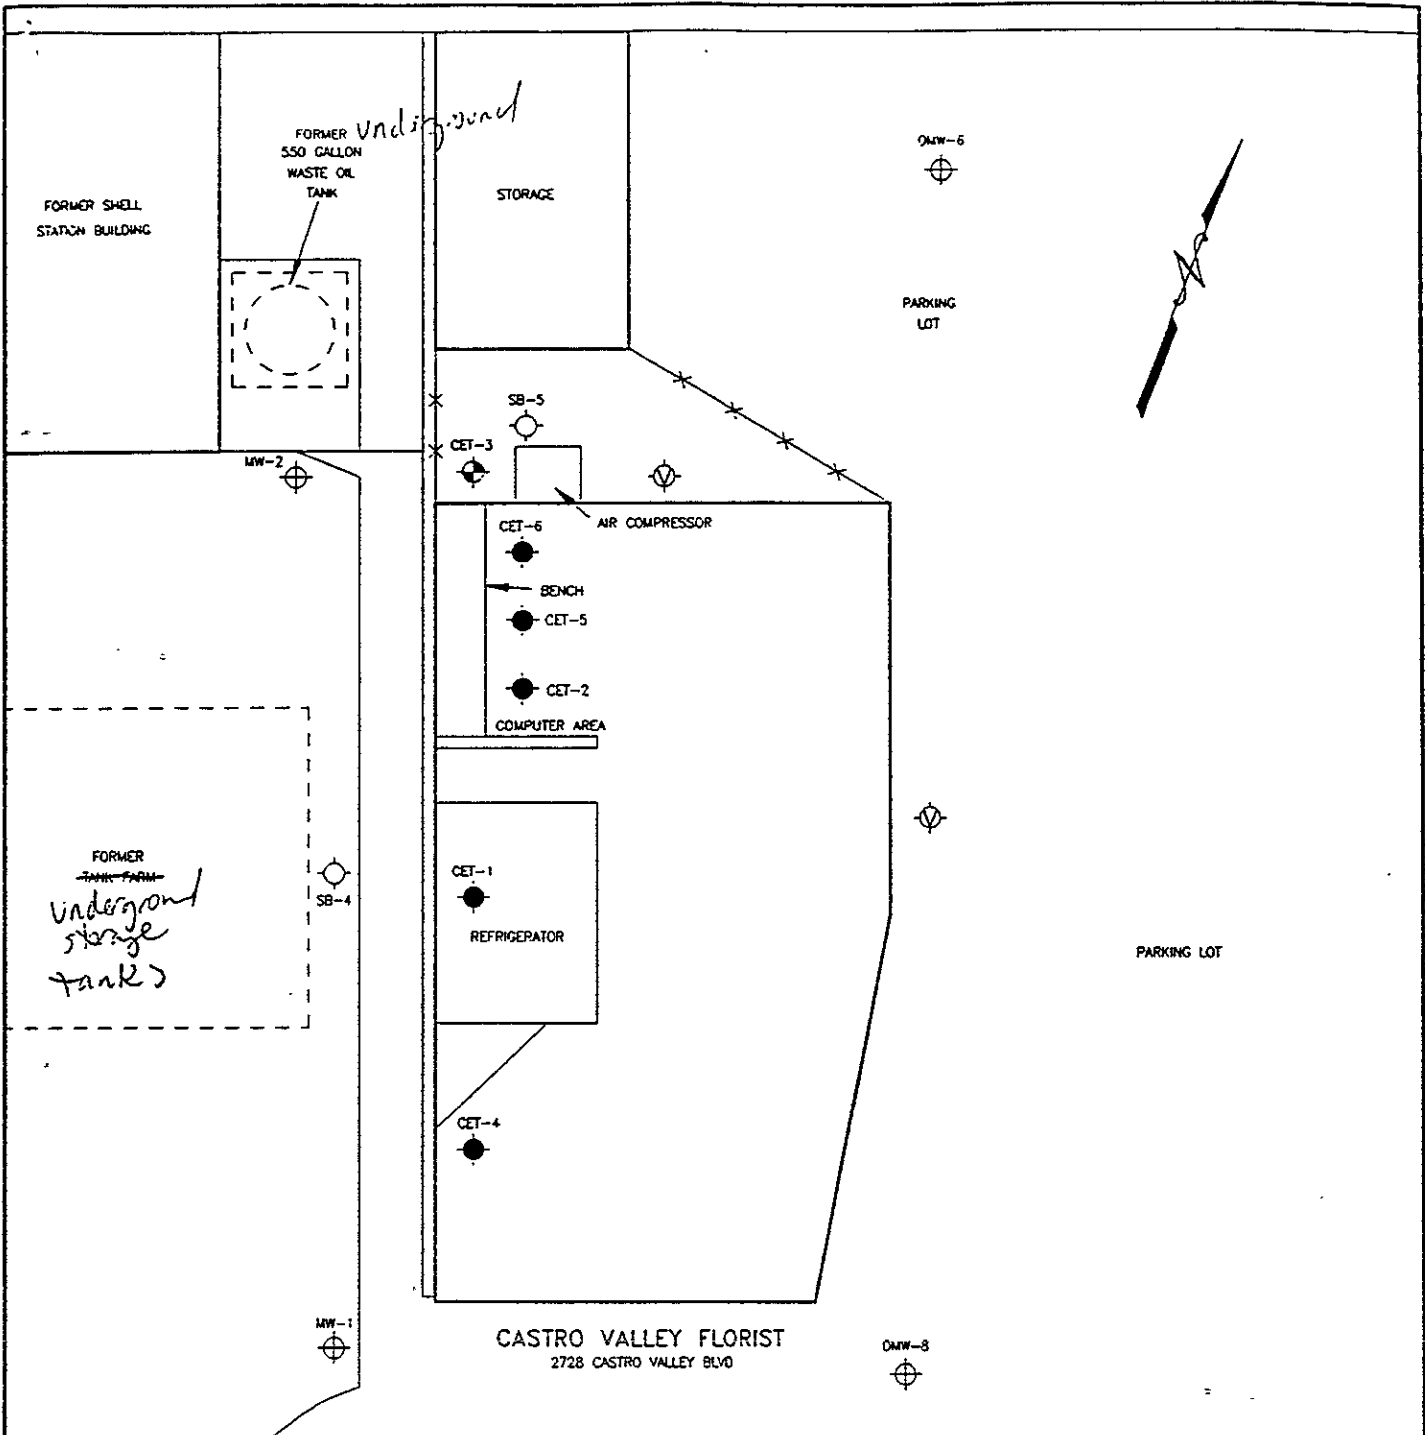 FORMER underground
550 GALLON
WASTE OIL
TANK
FORMER SHELL
STATION BUILDING
STORAGE
OMW-6
PARKING
LOT
N
SB-5
CET-3
MW-2
V
AIR COMPRESSOR
CET-6
BENCH
CET-5
CET-2
COMPUTER AREA
V
FORMER
TANK FARM
Underground
storage
tanks
SB-4
CET-1
REFRIGERATOR
PARKING LOT
CET-4
MW-1
CASTRO VALLEY FLORIST
2728 CASTRO VALLEY BLVD
OMW-8